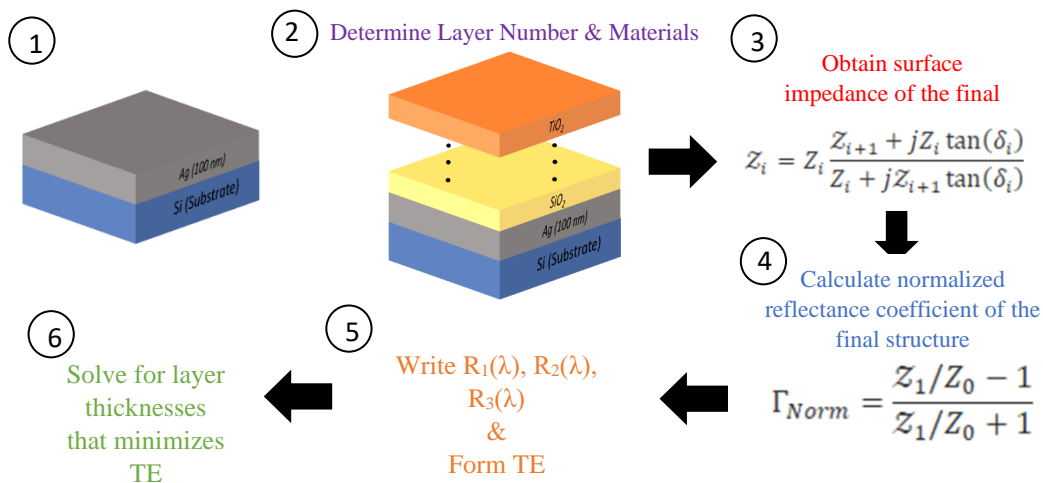 1
Ag (100 nm)
Si (Substrate)
2
Determine Layer Number & Materials
TiO₂
SiO₂
Ag (100 nm)
Si (Substrate)
3
Obtain surface
impedance of the final
𝒵ᵢ = Zᵢ (𝒵ᵢ₊₁ + jZᵢ tan(δᵢ)) / (Zᵢ + j𝒵ᵢ₊₁ tan(δᵢ))
4
Calculate normalized
reflectance coefficient of the
final structure
Γ_Norm = (𝒵₁/Z₀ − 1) / (𝒵₁/Z₀ + 1)
5
Write R₁(λ), R₂(λ),
R₃(λ)
&
Form TE
6
Solve for layer
thicknesses
that minimizes
TE